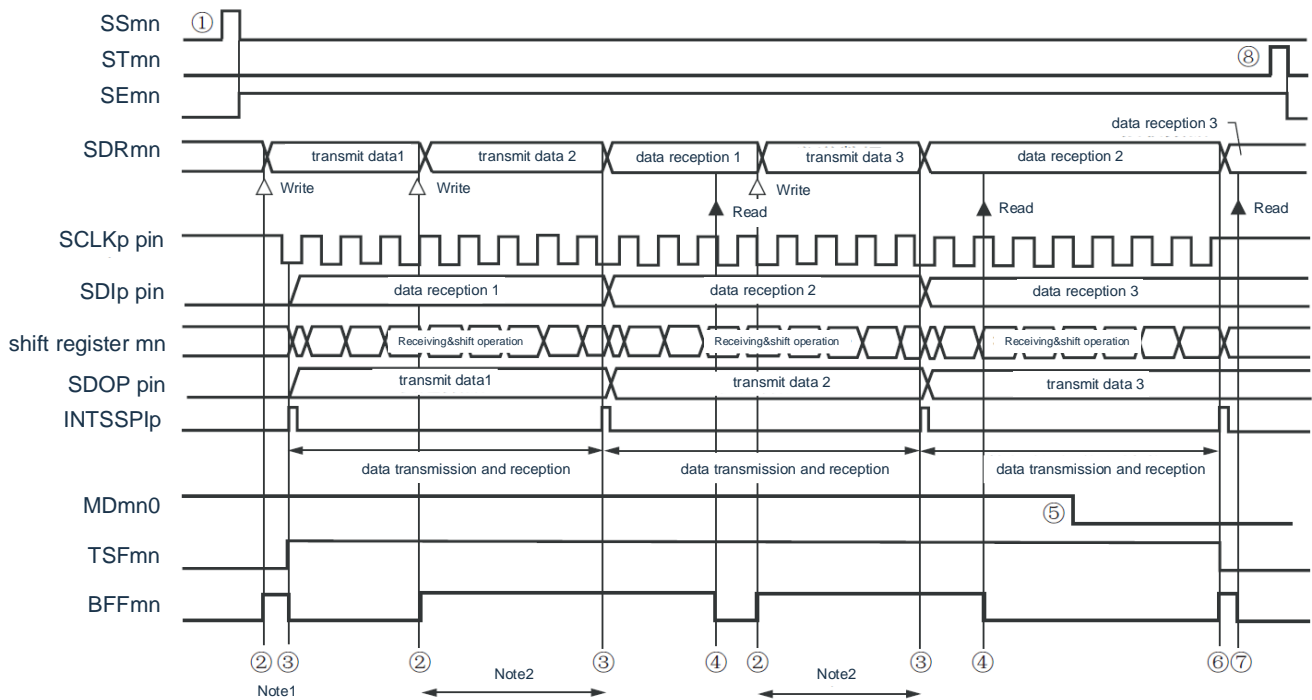 SSmn ①
STmn ⑧
SEmn
data reception 3
SDRmn transmit data1 transmit data 2 data reception 1 transmit data 3 data reception 2
Write Write Read Write Read Read
SCLKp pin
SDIp pin data reception 1 data reception 2 data reception 3
shift register mn Receiving&shift operation Receiving&shift operation Receiving&shift operation
SDOP pin transmit data1 transmit data 2 transmit data 3
INTSSPIp
data transmission and reception data transmission and reception data transmission and reception
MDmn0 ⑤
TSFmn
BFFmn
② ③ ② ③ ④ ② ③ ④ ⑥ ⑦
Note1 Note2 Note2